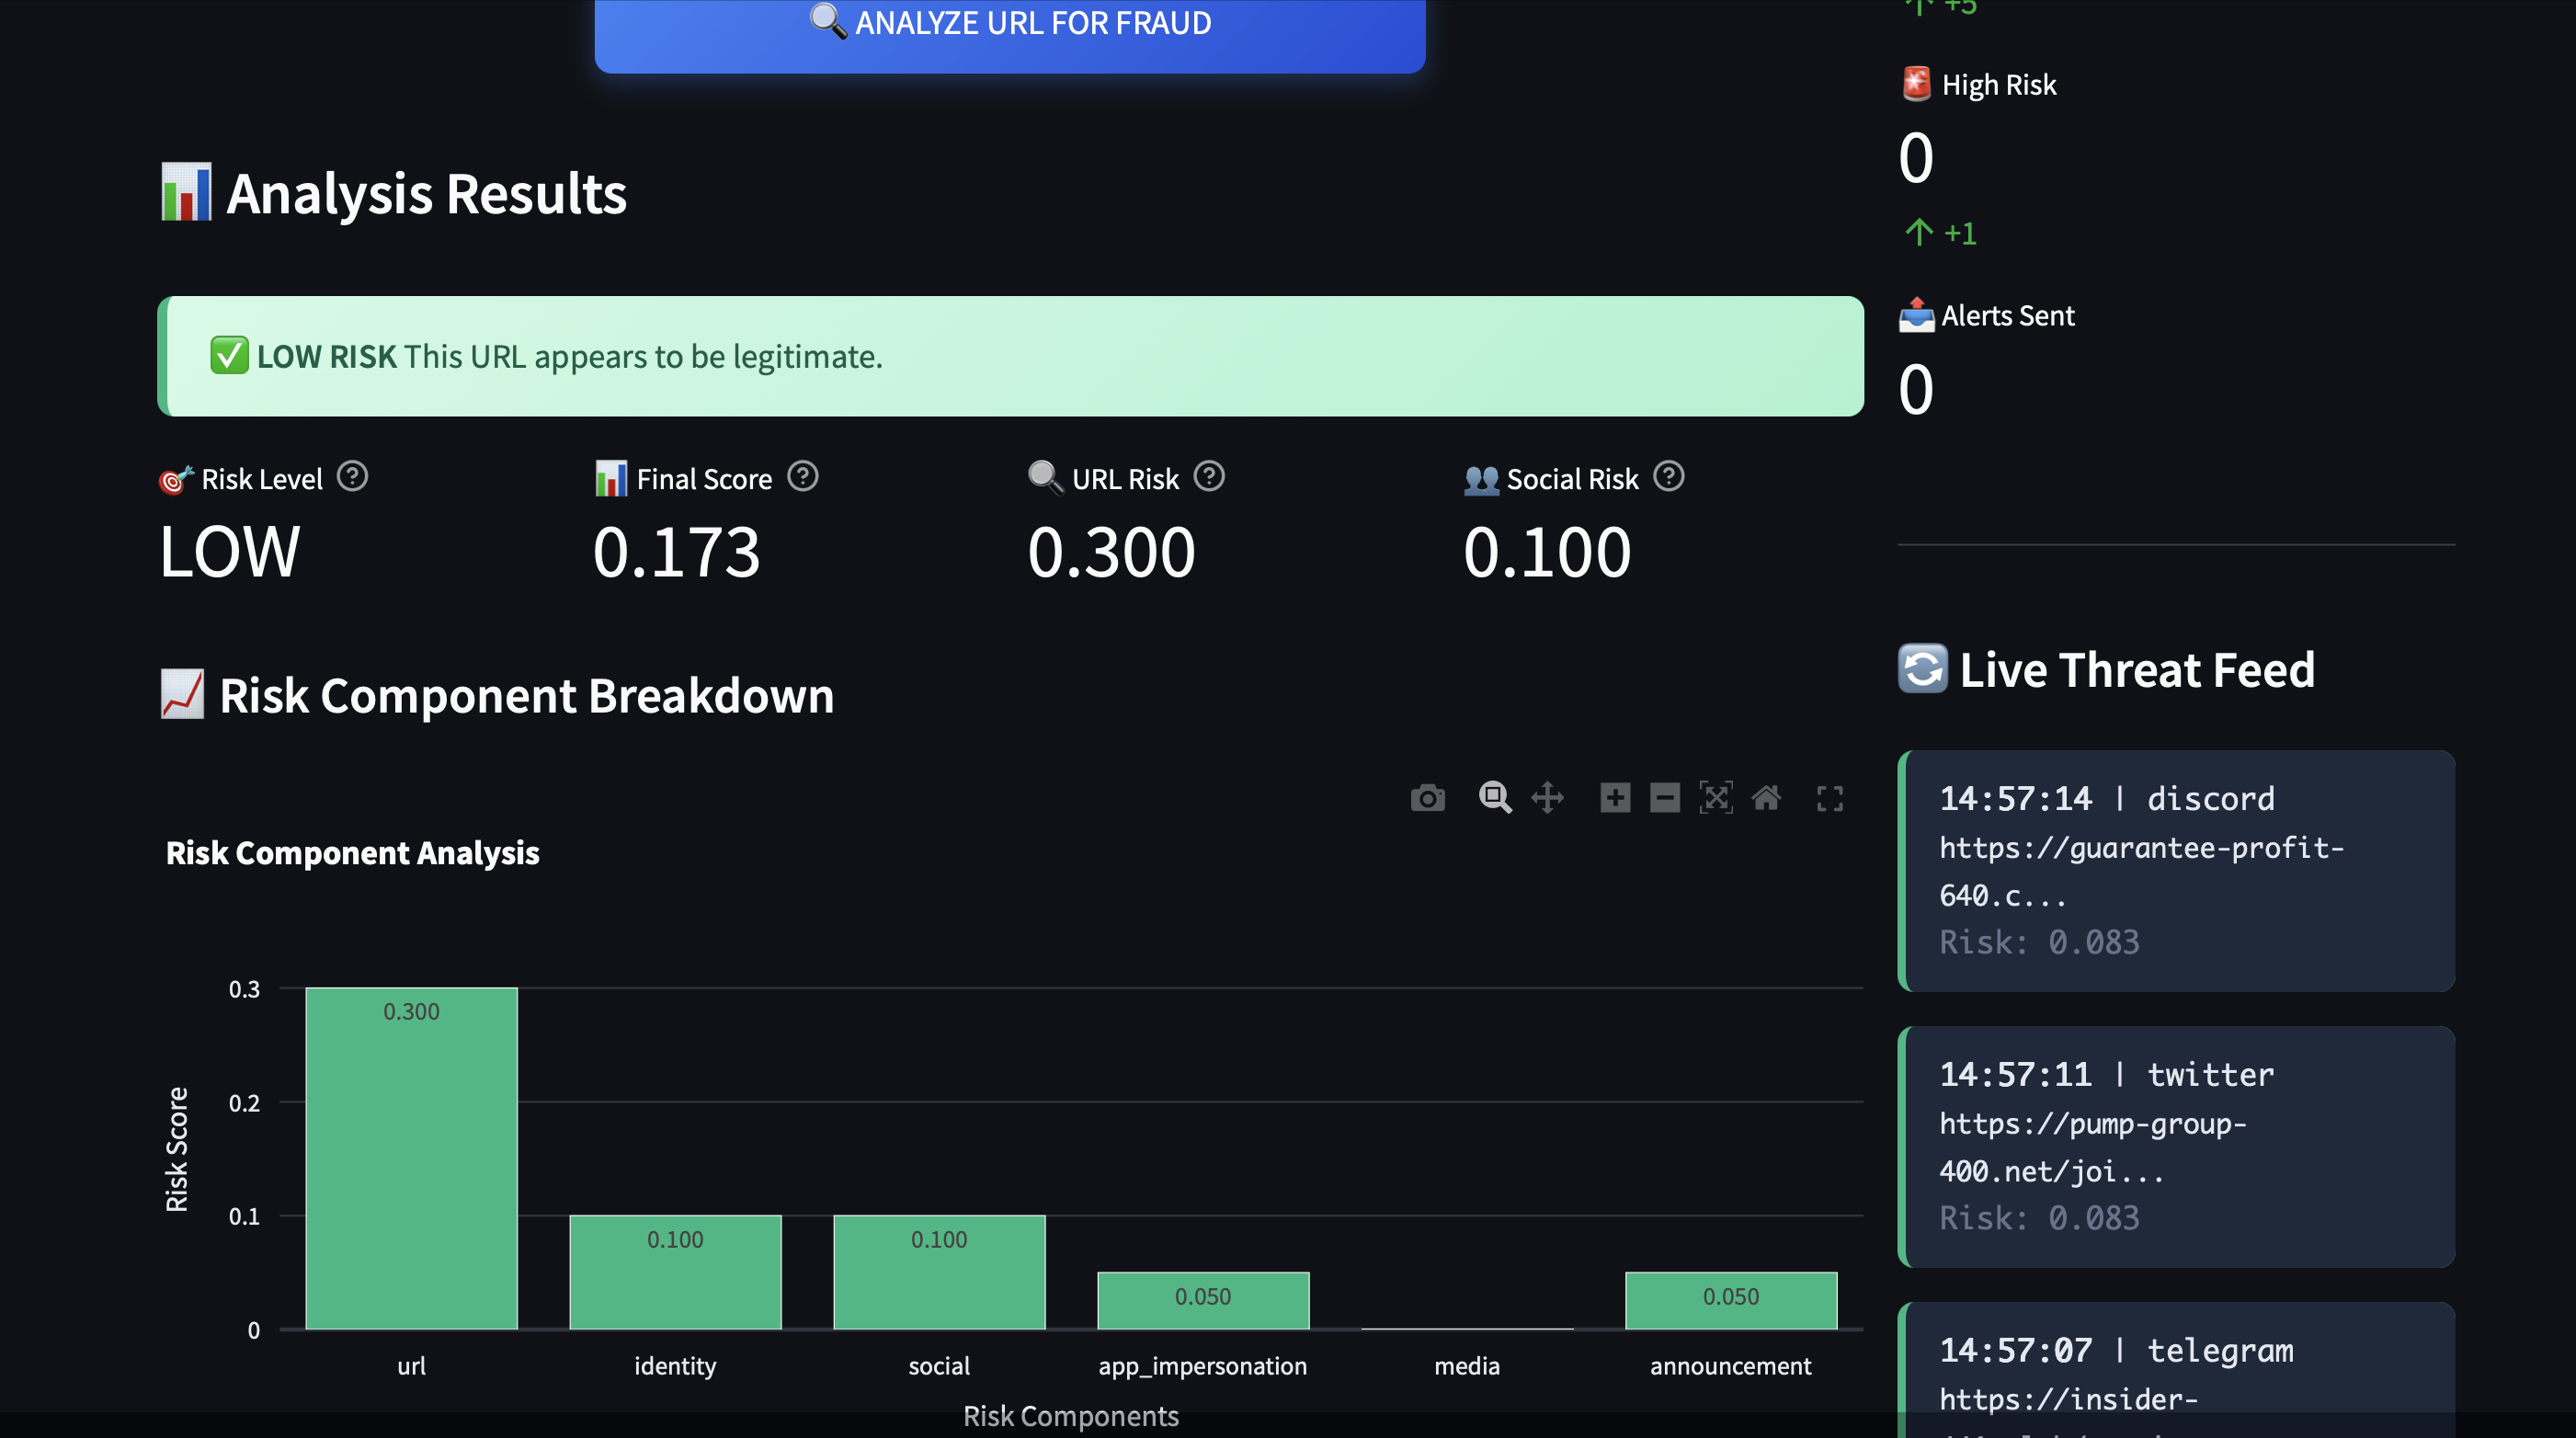 ANALYZE URL FOR FRAUD
Analysis Results
LOW RISK This URL appears to be legitimate.
Risk Level
LOW
Final Score
0.173
URL Risk
0.300
Social Risk
0.100
Risk Component Breakdown
Risk Component Analysis
Risk Score
0.3
0.2
0.1
0
0.300
0.100
0.100
0.050
0.050
url
identity
social
app_impersonation
media
announcement
Risk Components
+5
High Risk
0
+1
Alerts Sent
0
Live Threat Feed
14:57:14 | discord
https://guarantee-profit-
640.c...
Risk: 0.083
14:57:11 | twitter
https://pump-group-
400.net/joi...
Risk: 0.083
14:57:07 | telegram
https://insider-